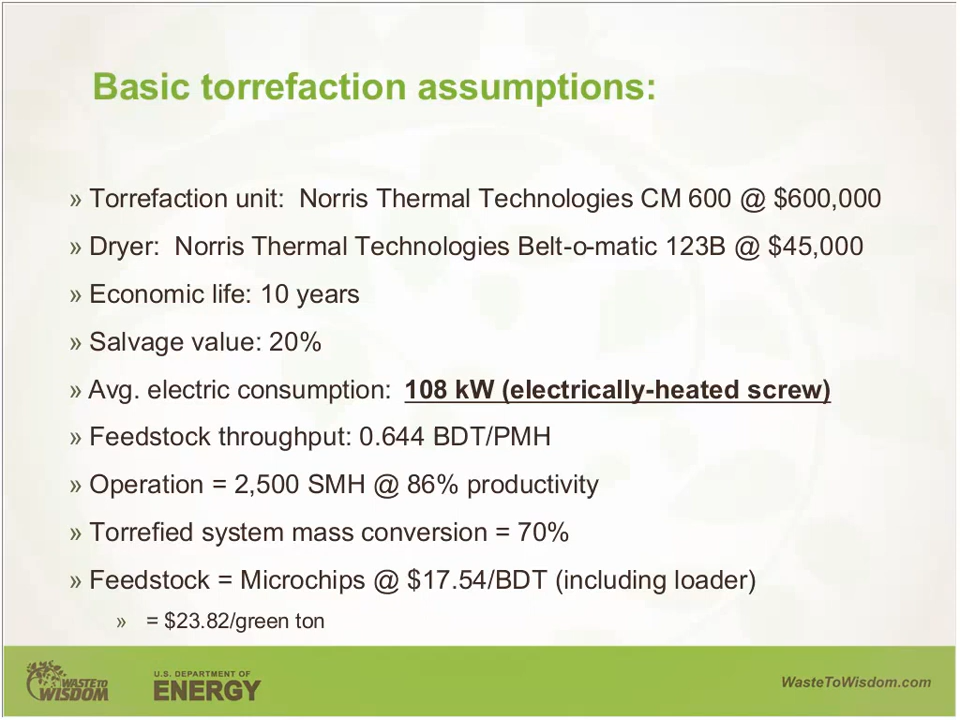 Basic torrefaction assumptions:
» Torrefaction unit: Norris Thermal Technologies CM 600 @ $600,000
» Dryer: Norris Thermal Technologies Belt-o-matic 123B @ $45,000
» Economic life: 10 years
» Salvage value: 20%
» Avg. electric consumption: 108 kW (electrically-heated screw)
» Feedstock throughput: 0.644 BDT/PMH
» Operation = 2,500 SMH @ 86% productivity
» Torrefied system mass conversion = 70%
» Feedstock = Microchips @ $17.54/BDT (including loader)
» = $23.82/green ton
WASTE TO
WISDOM
U.S. DEPARTMENT OF
ENERGY
WasteToWisdom.com